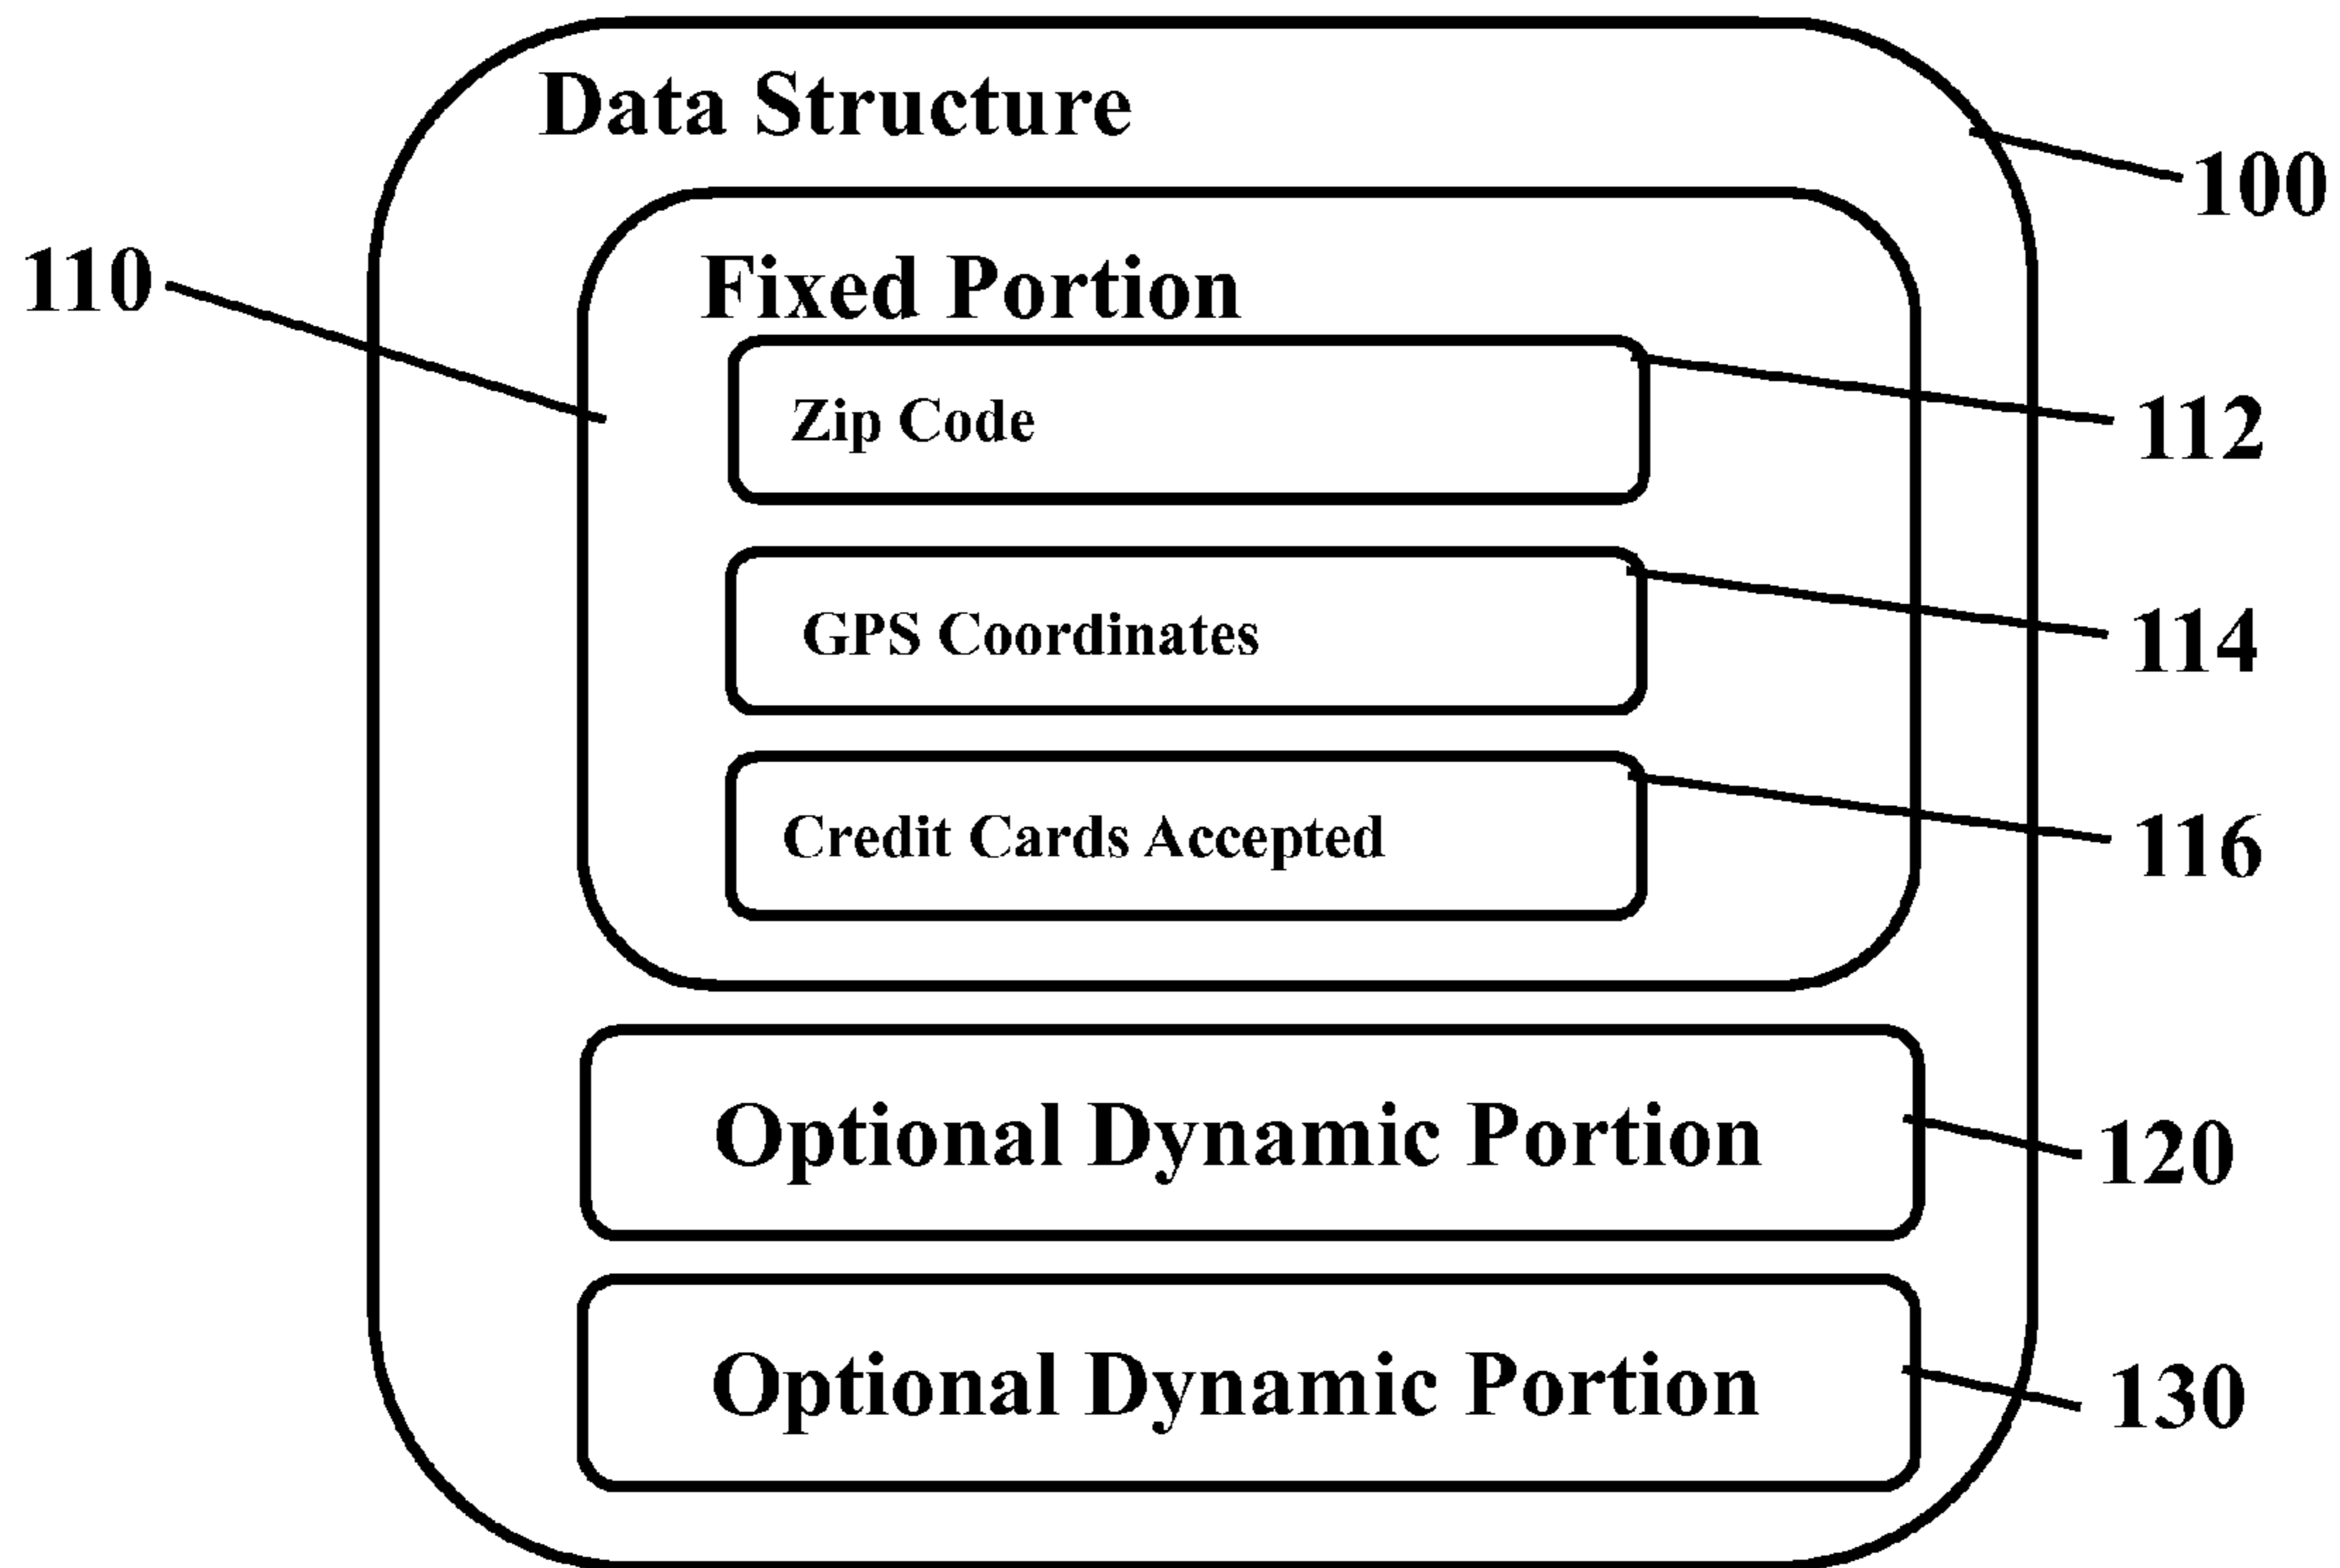 Data Structure
100
110
Fixed Portion
Zip Code
112
GPS Coordinates
114
Credit Cards Accepted
116
Optional Dynamic Portion
120
Optional Dynamic Portion
130